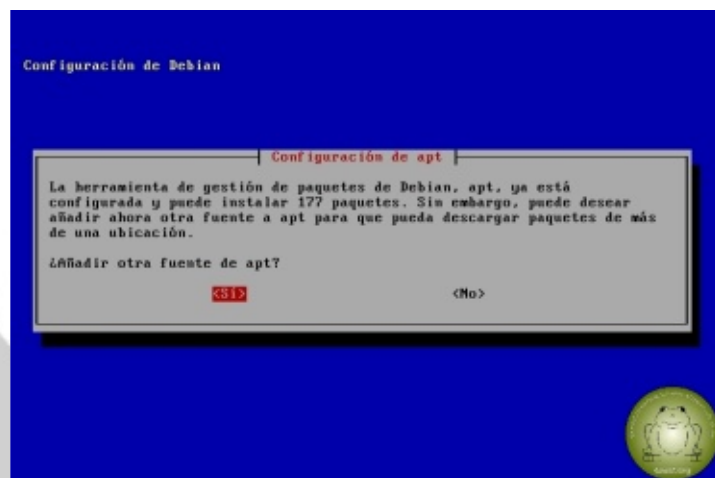 Configuración de Debian
Configuración de apt
La herramienta de gestión de paquetes de Debian, apt, ya está
configurada y puede instalar 177 paquetes. Sin embargo, puede desear
añadir ahora otra fuente a apt para que pueda descargar paquetes de más
de una ubicación.
¿Añadir otra fuente de apt?
<Sí> <No>